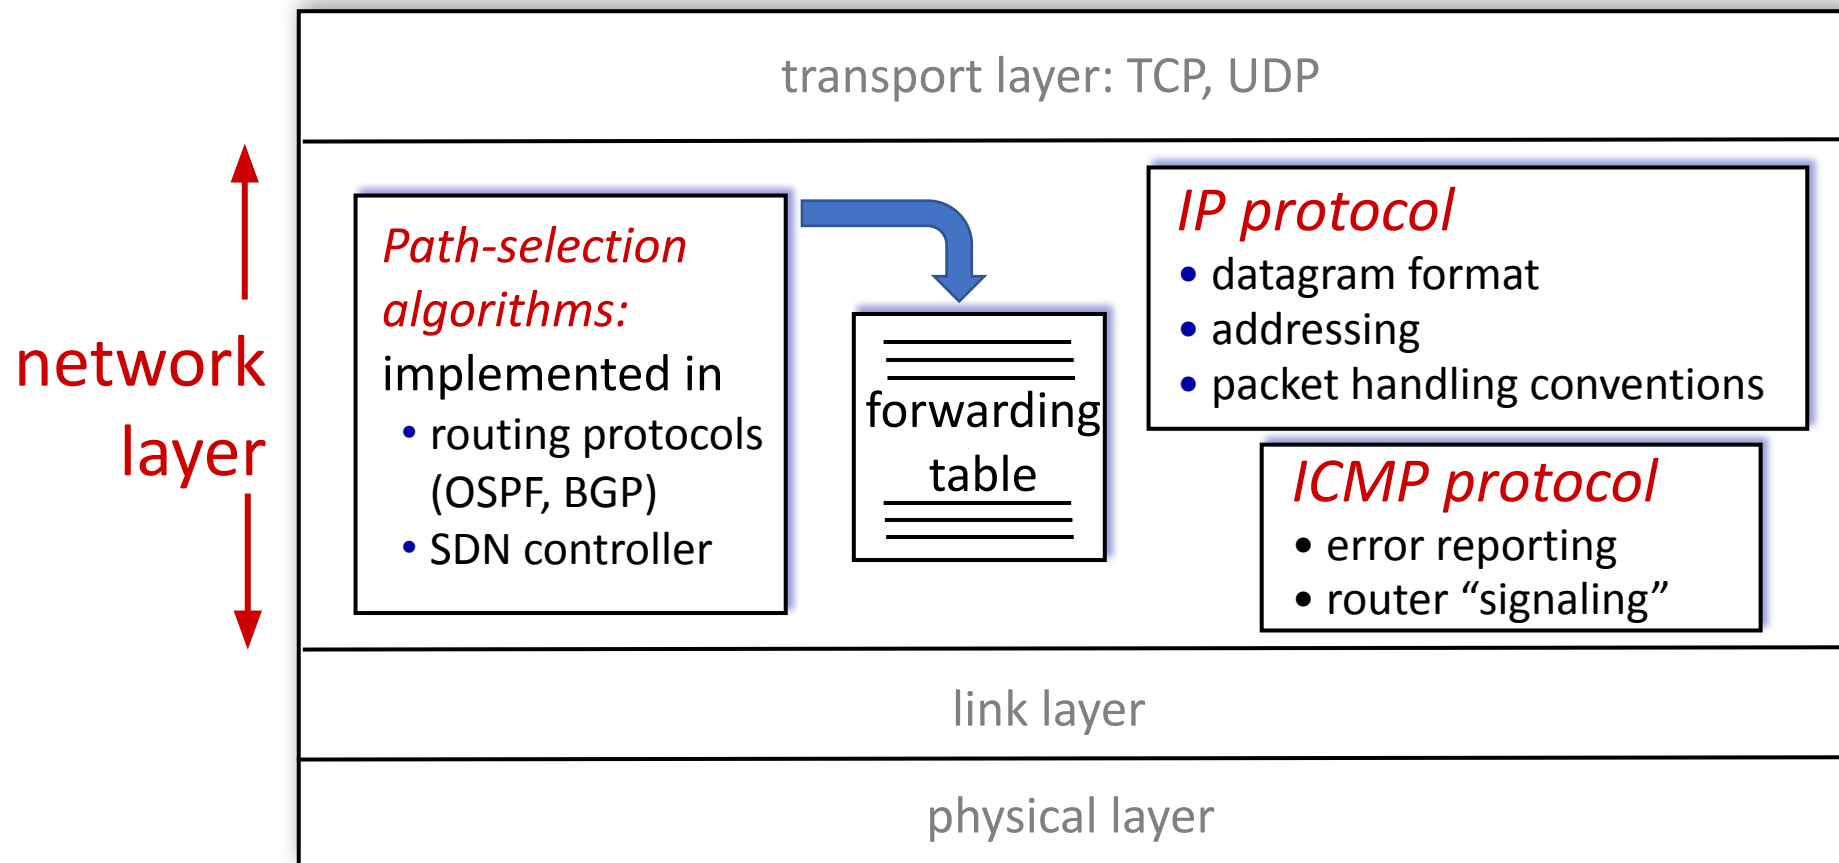 transport layer: TCP, UDP
network
layer
Path-selection
algorithms:
implemented in
• routing protocols
(OSPF, BGP)
• SDN controller
forwarding
table
IP protocol
• datagram format
• addressing
• packet handling conventions
ICMP protocol
• error reporting
• router “signaling”
link layer
physical layer